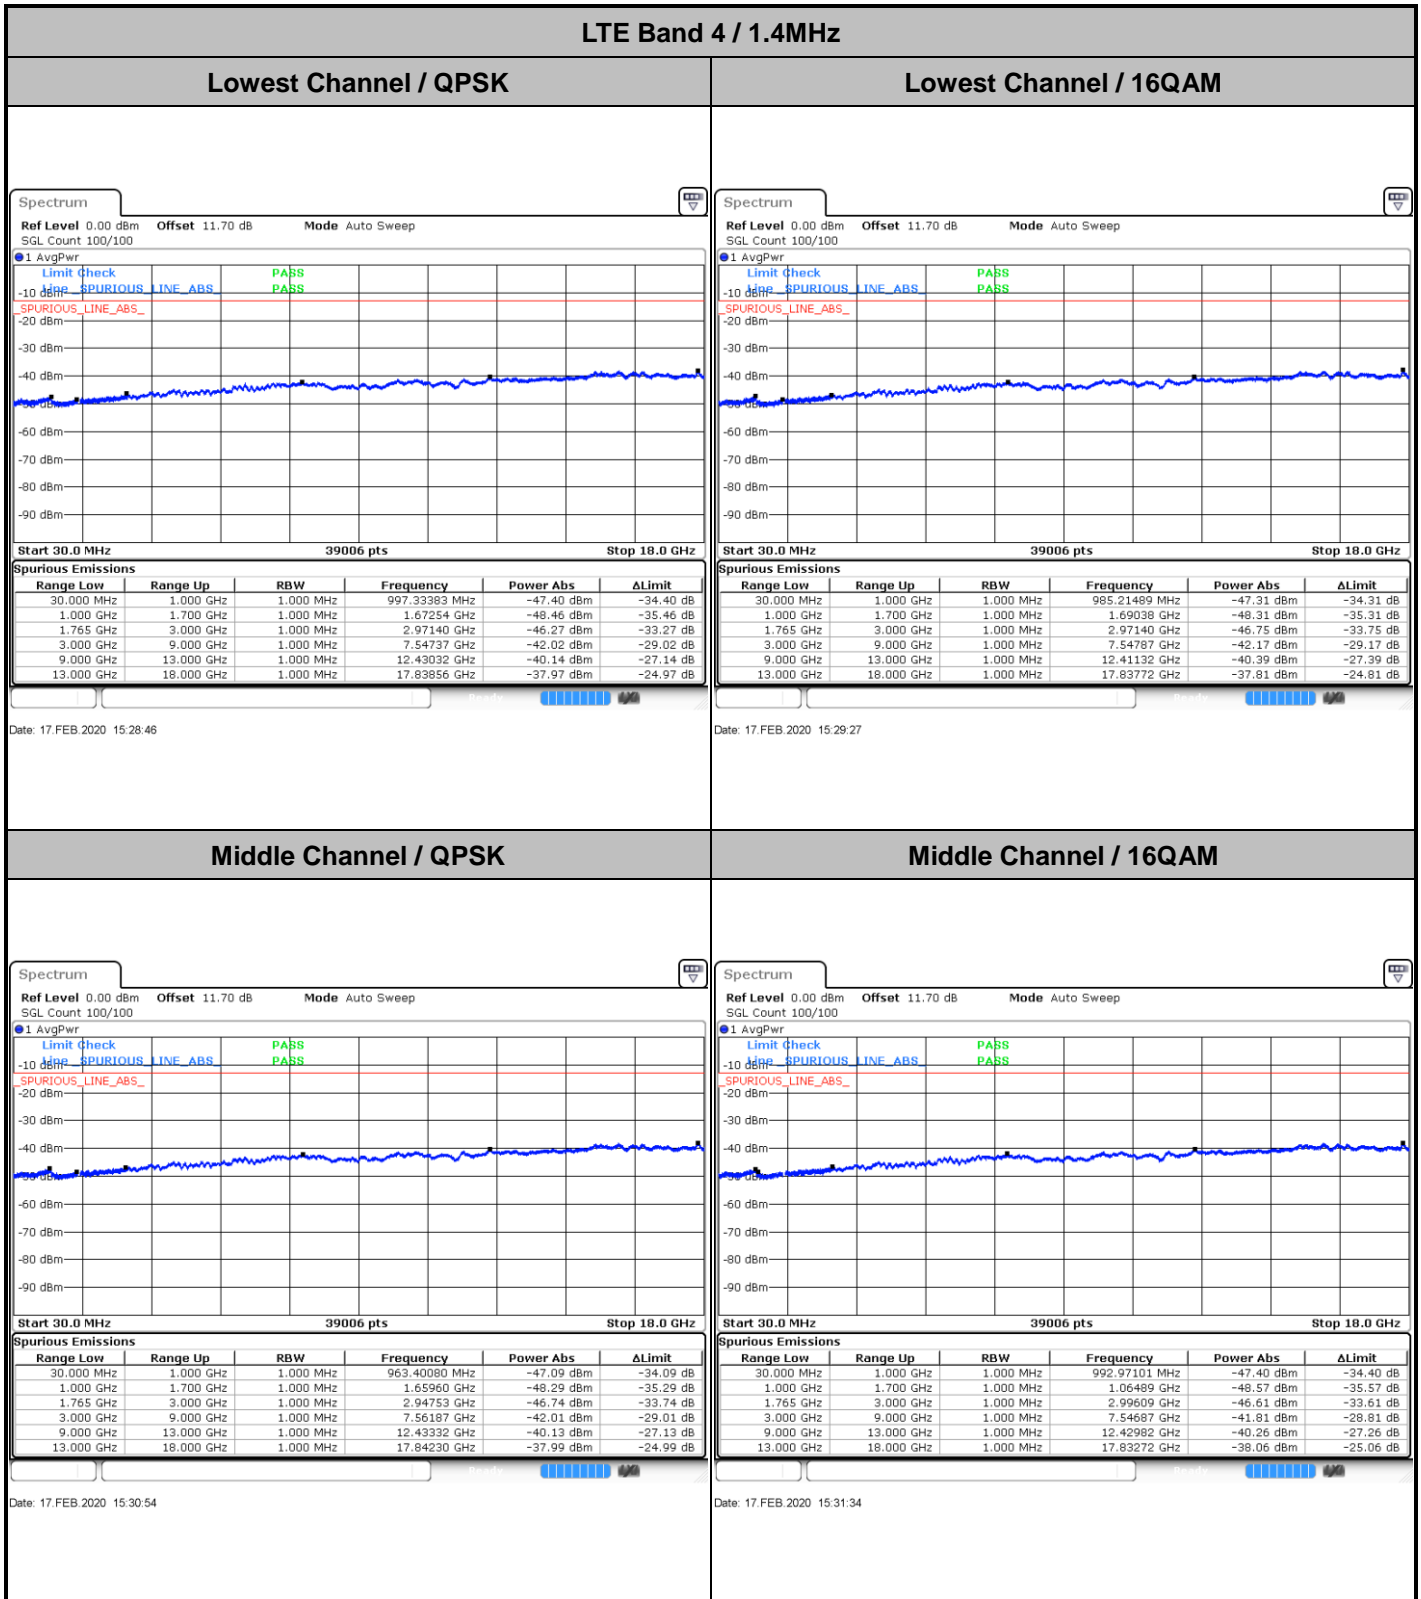 LTE Band 4 / 1.4MHz
Lowest Channel / QPSK
Lowest Channel / 16QAM
Spectrum
Ref Level 0.00 dBm Offset 11.70 dB Mode Auto Sweep
SGL Count 100/100
1 AvgPwr
Limit Check PASS
Line _SPURIOUS_LINE_ABS_ PASS
-10 dBm
_SPURIOUS_LINE_ABS_
-20 dBm
-30 dBm
-40 dBm
-50 dBm
-60 dBm
-70 dBm
-80 dBm
-90 dBm
Start 30.0 MHz 39006 pts Stop 18.0 GHz
Spurious Emissions
Range Low Range Up RBW Frequency Power Abs ΔLimit
30.000 MHz 1.000 GHz 1.000 MHz 997.33383 MHz -47.40 dBm -34.40 dB
1.000 GHz 1.700 GHz 1.000 MHz 1.67254 GHz -48.46 dBm -35.46 dB
1.765 GHz 3.000 GHz 1.000 MHz 2.97140 GHz -46.27 dBm -33.27 dB
3.000 GHz 9.000 GHz 1.000 MHz 7.54737 GHz -42.02 dBm -29.02 dB
9.000 GHz 13.000 GHz 1.000 MHz 12.43032 GHz -40.14 dBm -27.14 dB
13.000 GHz 18.000 GHz 1.000 MHz 17.83856 GHz -37.97 dBm -24.97 dB
Ready
Date: 17.FEB.2020 15:28:46
Spectrum
Ref Level 0.00 dBm Offset 11.70 dB Mode Auto Sweep
SGL Count 100/100
1 AvgPwr
Limit Check PASS
Line _SPURIOUS_LINE_ABS_ PASS
-10 dBm
_SPURIOUS_LINE_ABS_
-20 dBm
-30 dBm
-40 dBm
-50 dBm
-60 dBm
-70 dBm
-80 dBm
-90 dBm
Start 30.0 MHz 39006 pts Stop 18.0 GHz
Spurious Emissions
Range Low Range Up RBW Frequency Power Abs ΔLimit
30.000 MHz 1.000 GHz 1.000 MHz 985.21489 MHz -47.31 dBm -34.31 dB
1.000 GHz 1.700 GHz 1.000 MHz 1.69038 GHz -48.31 dBm -35.31 dB
1.765 GHz 3.000 GHz 1.000 MHz 2.97140 GHz -46.75 dBm -33.75 dB
3.000 GHz 9.000 GHz 1.000 MHz 7.54787 GHz -42.17 dBm -29.17 dB
9.000 GHz 13.000 GHz 1.000 MHz 12.41132 GHz -40.39 dBm -27.39 dB
13.000 GHz 18.000 GHz 1.000 MHz 17.83772 GHz -37.81 dBm -24.81 dB
Ready
Date: 17.FEB.2020 15:29:27
Middle Channel / QPSK
Middle Channel / 16QAM
Spectrum
Ref Level 0.00 dBm Offset 11.70 dB Mode Auto Sweep
SGL Count 100/100
1 AvgPwr
Limit Check PASS
Line _SPURIOUS_LINE_ABS_ PASS
-10 dBm
_SPURIOUS_LINE_ABS_
-20 dBm
-30 dBm
-40 dBm
-50 dBm
-60 dBm
-70 dBm
-80 dBm
-90 dBm
Start 30.0 MHz 39006 pts Stop 18.0 GHz
Spurious Emissions
Range Low Range Up RBW Frequency Power Abs ΔLimit
30.000 MHz 1.000 GHz 1.000 MHz 963.40080 MHz -47.09 dBm -34.09 dB
1.000 GHz 1.700 GHz 1.000 MHz 1.65960 GHz -48.29 dBm -35.29 dB
1.765 GHz 3.000 GHz 1.000 MHz 2.94753 GHz -46.74 dBm -33.74 dB
3.000 GHz 9.000 GHz 1.000 MHz 7.56187 GHz -42.01 dBm -29.01 dB
9.000 GHz 13.000 GHz 1.000 MHz 12.43332 GHz -40.13 dBm -27.13 dB
13.000 GHz 18.000 GHz 1.000 MHz 17.84230 GHz -37.99 dBm -24.99 dB
Ready
Date: 17.FEB.2020 15:30:54
Spectrum
Ref Level 0.00 dBm Offset 11.70 dB Mode Auto Sweep
SGL Count 100/100
1 AvgPwr
Limit Check PASS
Line _SPURIOUS_LINE_ABS_ PASS
-10 dBm
_SPURIOUS_LINE_ABS_
-20 dBm
-30 dBm
-40 dBm
-50 dBm
-60 dBm
-70 dBm
-80 dBm
-90 dBm
Start 30.0 MHz 39006 pts Stop 18.0 GHz
Spurious Emissions
Range Low Range Up RBW Frequency Power Abs ΔLimit
30.000 MHz 1.000 GHz 1.000 MHz 992.97101 MHz -47.40 dBm -34.40 dB
1.000 GHz 1.700 GHz 1.000 MHz 1.06489 GHz -48.57 dBm -35.57 dB
1.765 GHz 3.000 GHz 1.000 MHz 2.99609 GHz -46.61 dBm -33.61 dB
3.000 GHz 9.000 GHz 1.000 MHz 7.54687 GHz -41.81 dBm -28.81 dB
9.000 GHz 13.000 GHz 1.000 MHz 12.42982 GHz -40.26 dBm -27.26 dB
13.000 GHz 18.000 GHz 1.000 MHz 17.83272 GHz -38.06 dBm -25.06 dB
Ready
Date: 17.FEB.2020 15:31:34